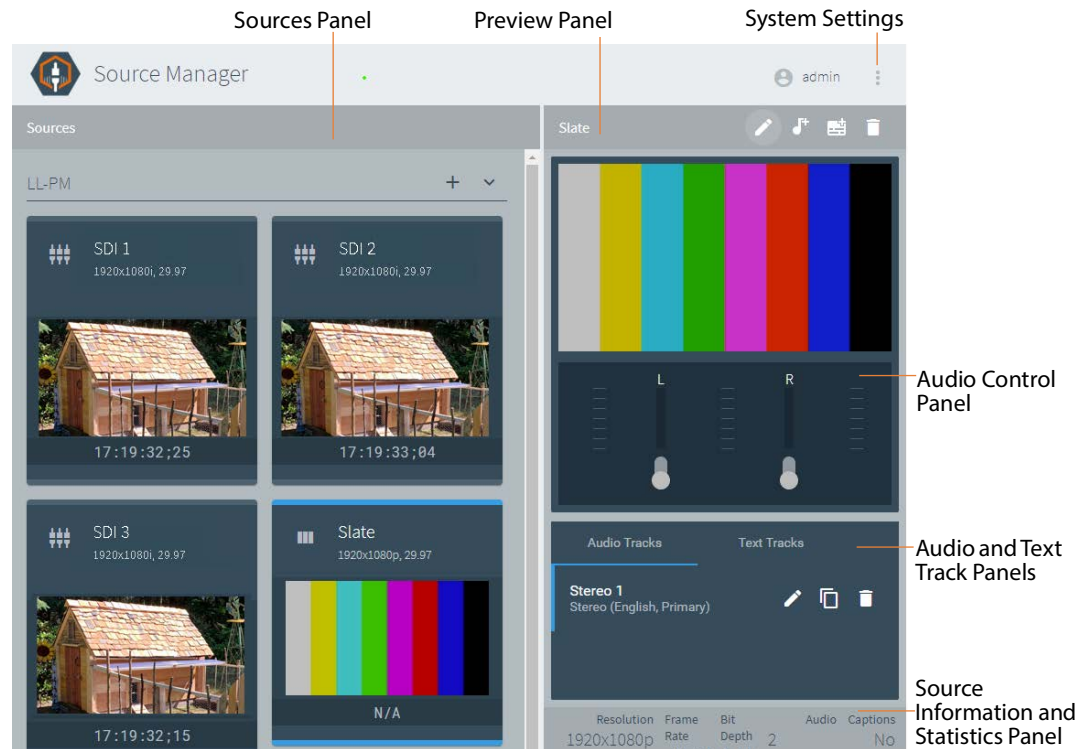 Sources Panel
Preview Panel
System Settings
Source Manager
admin
Sources
Slate
LL-PM
SDI 1
1920x1080i, 29.97
17:19:32;25
SDI 2
1920x1080i, 29.97
17:19:33;04
SDI 3
1920x1080i, 29.97
17:19:32;15
Slate
1920x1080p, 29.97
N/A
L
R
Audio Control
Panel
Audio Tracks
Text Tracks
Stereo 1
Stereo (English, Primary)
Audio and Text
Track Panels
Resolution
1920x1080p
Frame
Rate
Bit
Depth
Audio
2
Captions
No
Source
Information and
Statistics Panel